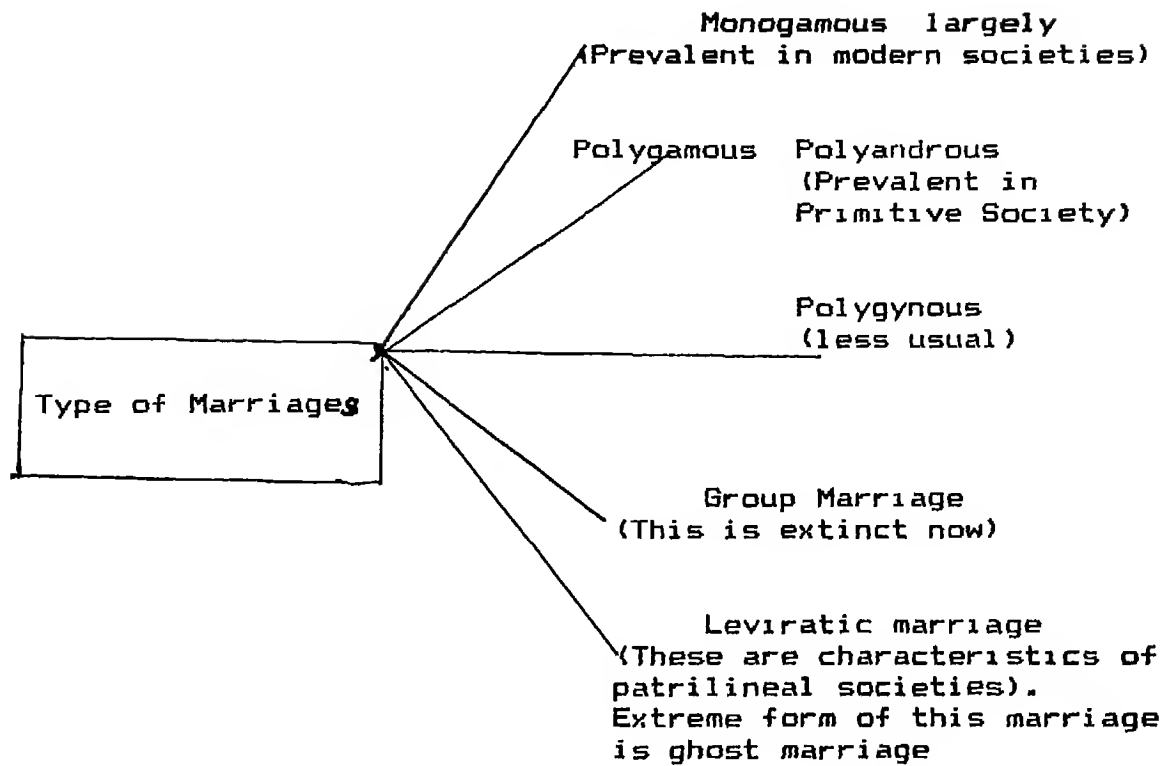 Monogamous largely
(Prevalent in modern societies)
Polygamous Polyandrous
(Prevalent in
Primitive Society)
Polygynous
(less usual)
Type of Marriages
Group Marriage
(This is extinct now)
Leviratic marriage
(These are characteristics of
patrilineal societies).
Extreme form of this marriage
is ghost marriage